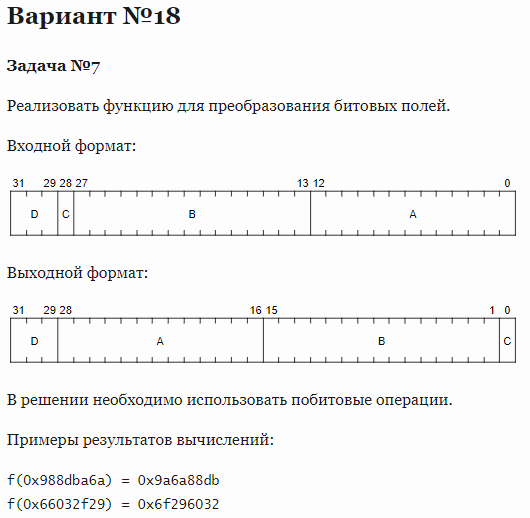 Вариант №18
Задача №7
Реализовать функцию для преобразования битовых полей.
Входной формат:
31 29 28 27 13 12 0
D C B A
Выходной формат:
31 29 28 16 15 1 0
D A B C
В решении необходимо использовать побитовые операции.
Примеры результатов вычислений:
f(0x988dba6a) = 0x9a6a88db
f(0x66032f29) = 0x6f296032